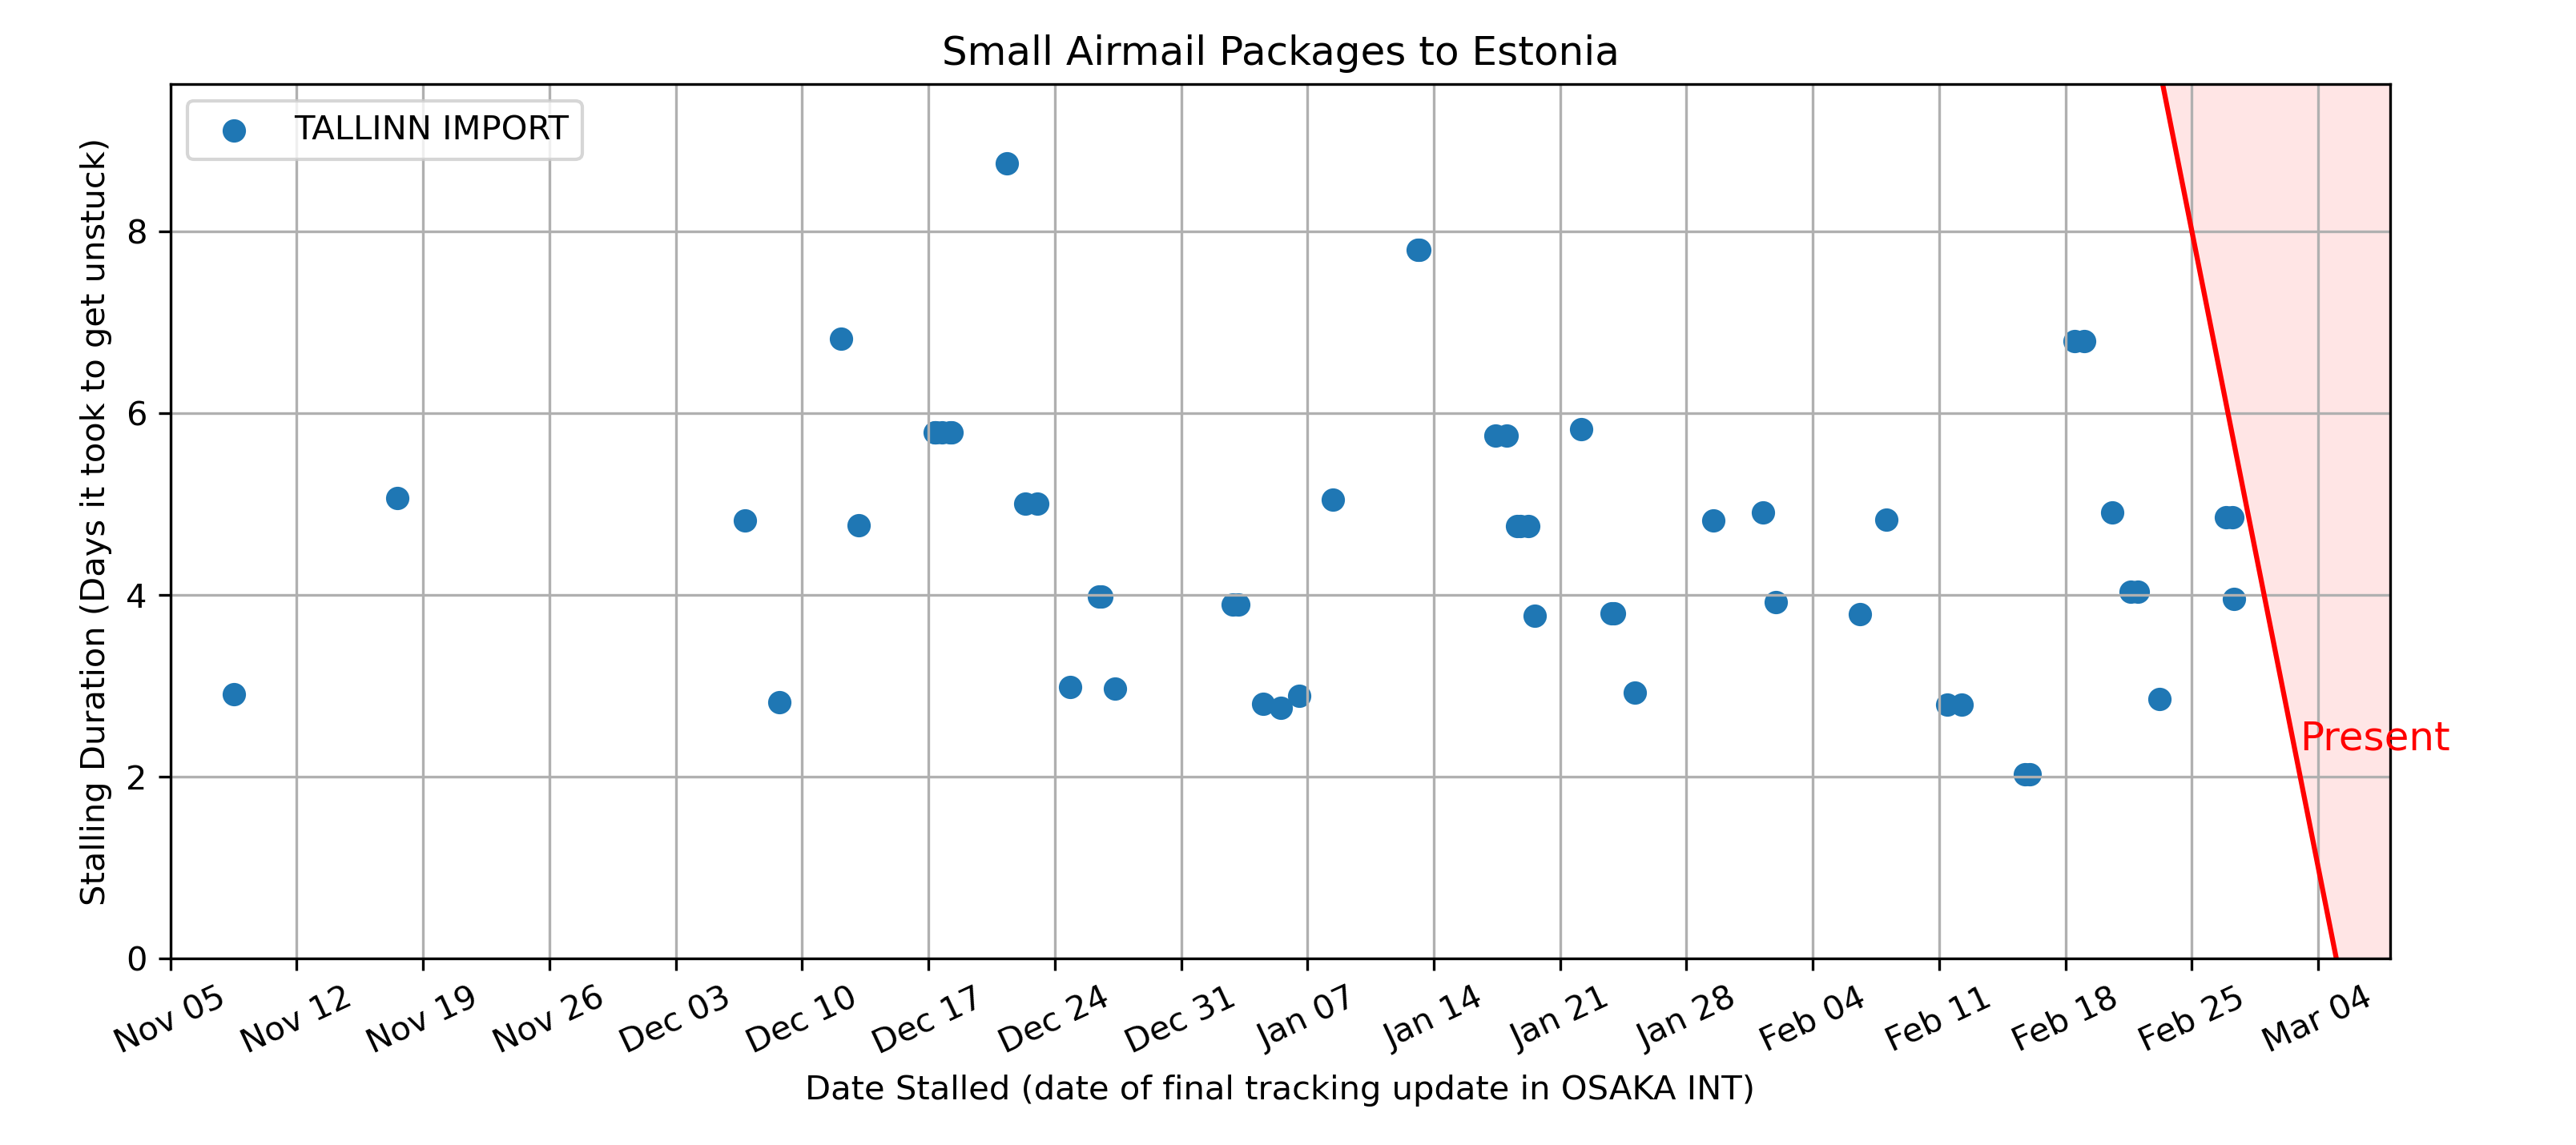 Small Airmail Packages to Estonia
TALLINN IMPORT
Stalling Duration (Days it took to get unstuck)
8
6
4
2
0
Present
Nov 05
Nov 12
Nov 19
Nov 26
Dec 03
Dec 10
Dec 17
Dec 24
Dec 31
Jan 07
Jan 14
Jan 21
Jan 28
Feb 04
Feb 11
Feb 18
Feb 25
Mar 04
Date Stalled (date of final tracking update in OSAKA INT)